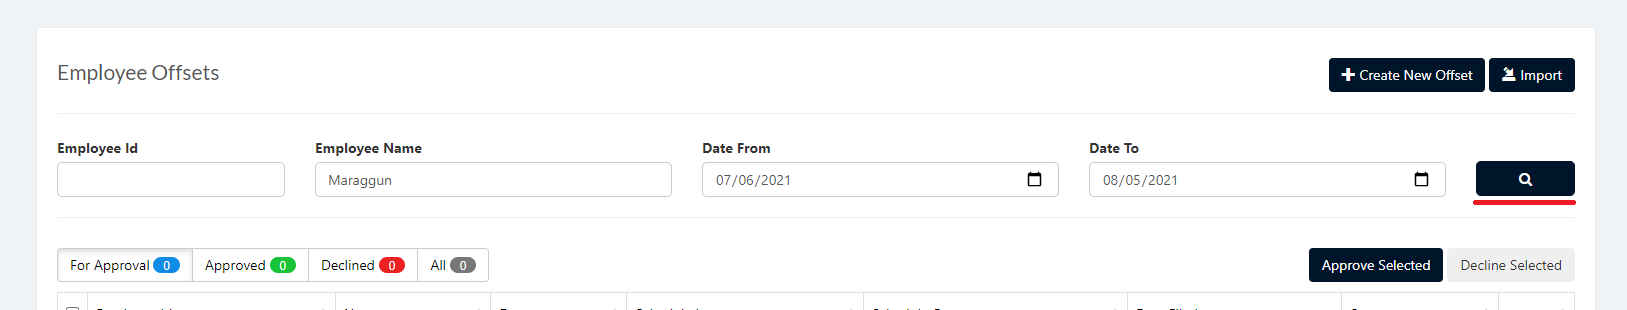 Employee Offsets
Create New Offset
Import
Employee Id
Employee Name
Date From
Date To
Maraggun
07/06/2021
08/05/2021
For Approval 0
Approved 0
Declined 0
All 0
Approve Selected
Decline Selected